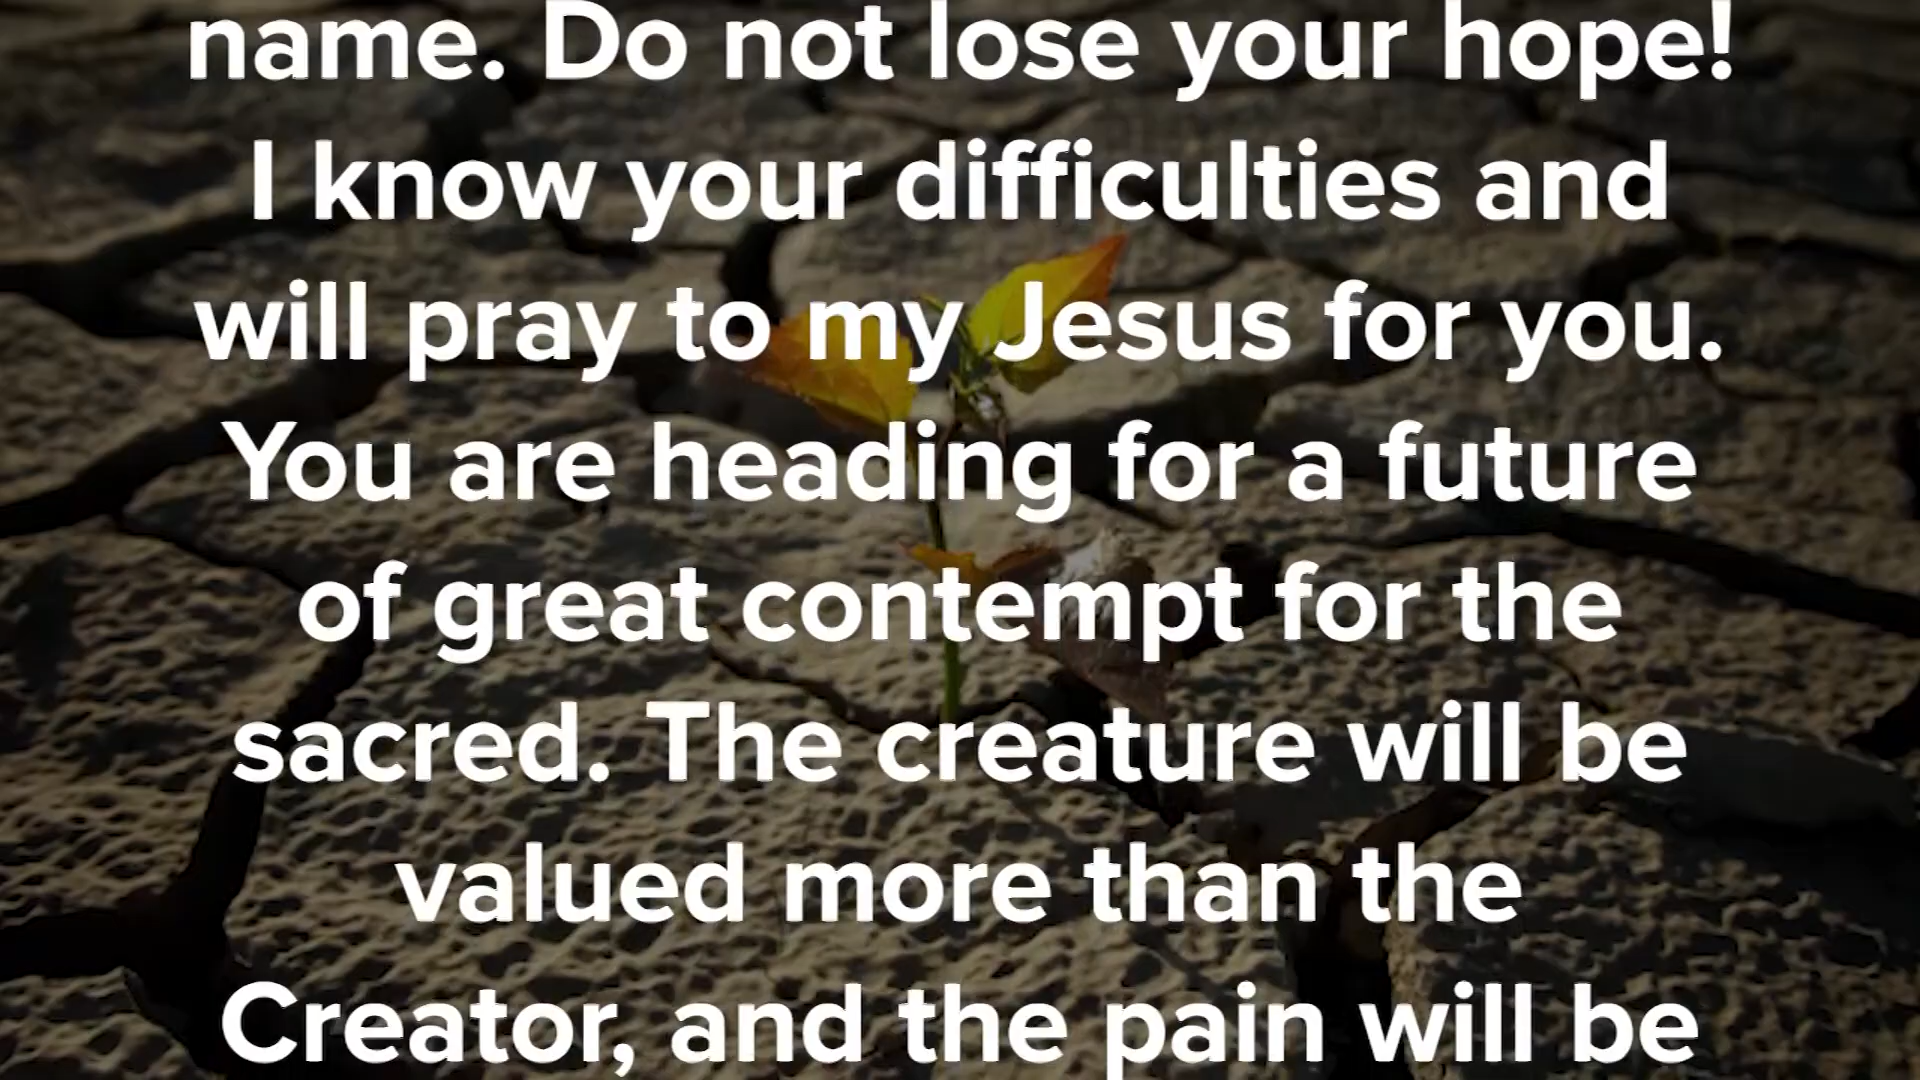 name. Do not lose your hope!
I know your difficulties and
will pray to my Jesus for you.
You are heading for a future
of great contempt for the
sacred. The creature will be
valued more than the
Creator, and the pain will be